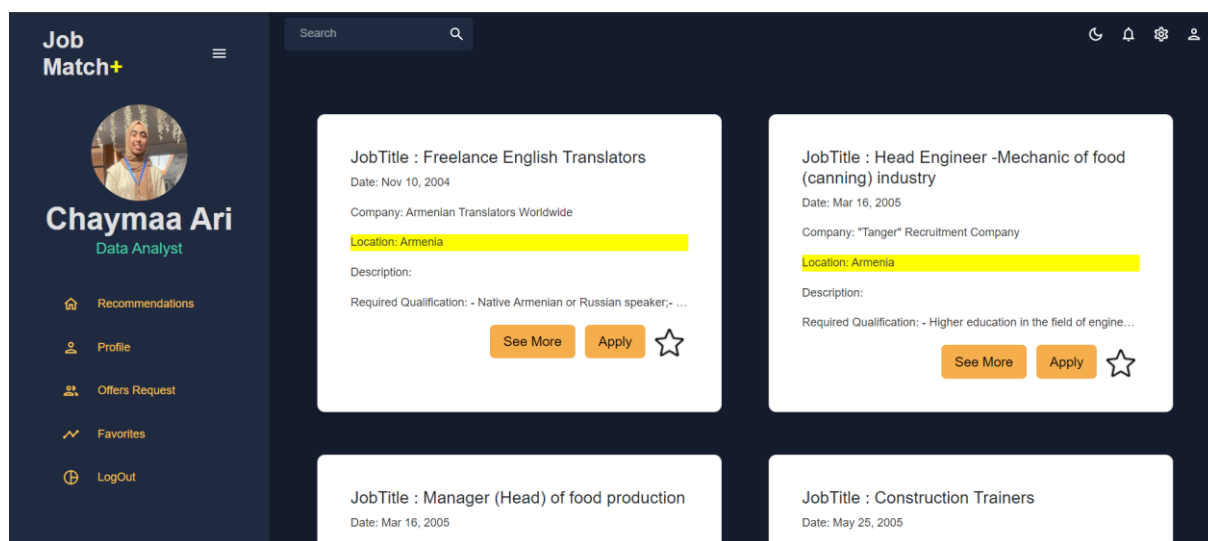 Job
Match+
Chaymaa Ari
Data Analyst
Recommendations
Profile
Offers Request
Favorites
LogOut
Search
JobTitle : Freelance English Translators
Date: Nov 10, 2004
Company: Armenian Translators Worldwide
Location: Armenia
Description:
Required Qualification: - Native Armenian or Russian speaker;- ...
See More
Apply
JobTitle : Head Engineer -Mechanic of food
(canning) industry
Date: Mar 16, 2005
Company: "Tanger" Recruitment Company
Location: Armenia
Description:
Required Qualification: - Higher education in the field of engine...
See More
Apply
JobTitle : Manager (Head) of food production
Date: Mar 16, 2005
JobTitle : Construction Trainers
Date: May 25, 2005